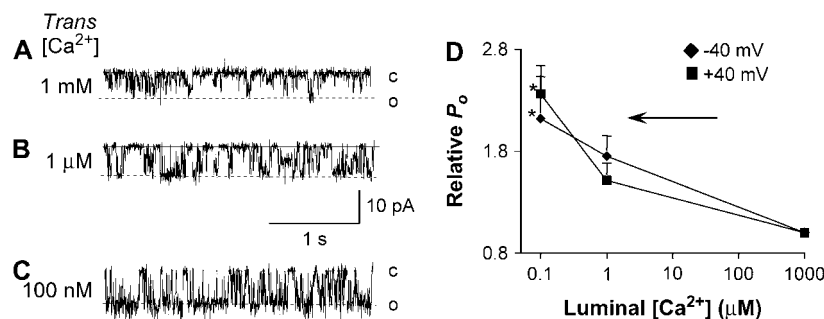 Trans
[Ca²⁺]
A
1 mM
c
o
B
1 μM
10 pA
1 s
C
100 nM
c
o
D
2.8
1.8
0.8
Relative Pₒ
-40 mV
+40 mV
*
*
0.1 1 10 100 1000
Luminal [Ca²⁺] (μM)